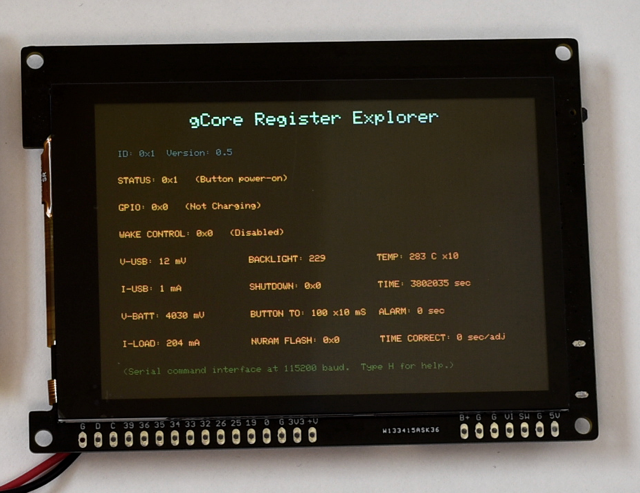 gCore Register Explorer
ID: 0x1 Version: 0.5
STATUS: 0x1 (Button power-on)
GPIO: 0x0 (Not Charging)
WAKE CONTROL: 0x0 (Disabled)
V-USB: 12 mV BACKLIGHT: 229 TEMP: 283 C x10
I-USB: 1 mA SHUTDOWN: 0x0 TIME: 3802035 sec
V-BATT: 4030 mV BUTTON TO: 100 x10 mS ALARM: 0 sec
I-LOAD: 204 mA NVRAM FLASH: 0x0 TIME CORRECT: 0 sec/adj
(Serial command interface at 115200 baud. Type H for help.)
G D C 39 36 35 34 33 32 26 25 19 0 G 3V3 +V
W133415ASK36
B+ G G V1 SW G 5V